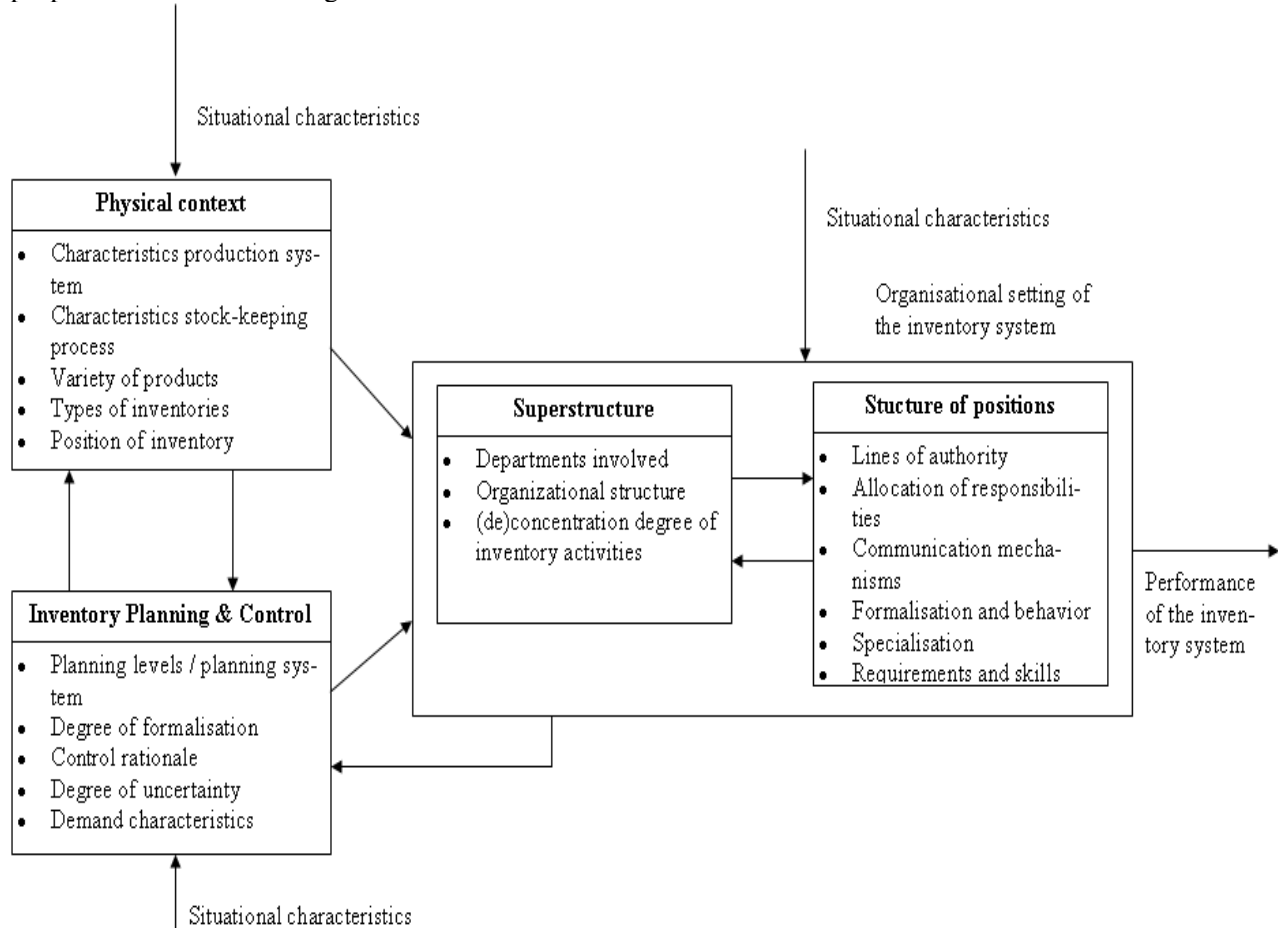 Situational characteristics
Physical context
• Characteristics production sys-
tem
• Characteristics stock-keeping
process
• Variety of products
• Types of inventories
• Position of inventory
Situational characteristics
Organisational setting of
the inventory system
Superstructure
• Departments involved
• Organizational structure
• (de)concentration degree of
inventory activities
Stucture of positions
• Lines of authority
• Allocation of responsibili-
ties
• Communication mecha-
nisms
• Formalisation and behavior
• Specialisation
• Requirements and skills
Performance
of the inven-
tory system
Inventory Planning & Control
• Planning levels / planning sys-
tem
• Degree of formalisation
• Control rationale
• Degree of uncertainty
• Demand characteristics
Situational characteristics